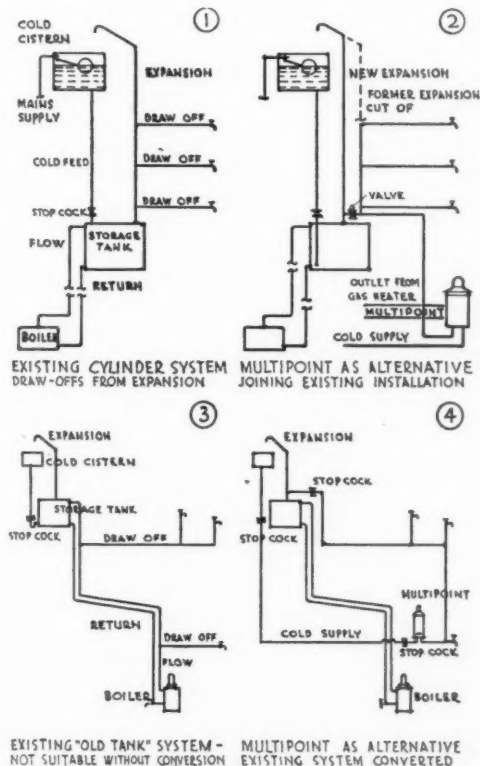 ①
COLD
CISTERN
EXPANSION
MAINS
SUPPLY
DRAW OFF
COLD FEED
DRAW OFF
DRAW OFF
STOP COCK
FLOW
STORAGE
TANK
RETURN
BOILER
EXISTING CYLINDER SYSTEM
DRAW-OFFS FROM EXPANSION
②
NEW EXPANSION
FORMER EXPANSION
CUT OF
VALVE
OUTLET FROM
GAS HEATER
MULTIPOINT
COLD SUPPLY
MULTIPOINT AS ALTERNATIVE
JOINING EXISTING INSTALLATION
③
EXPANSION
COLD CISTERN
STORAGE TANK
STOP COCK
DRAW OFF
RETURN
DRAW OFF
FLOW
BOILER
EXISTING "OLD TANK" SYSTEM -
NOT SUITABLE WITHOUT CONVERSION
④
EXPANSION
STOP COCK
STOP COCK
MULTIPOINT
COLD SUPPLY
STOP COCK
BOILER
MULTIPOINT AS ALTERNATIVE
EXISTING SYSTEM CONVERTED